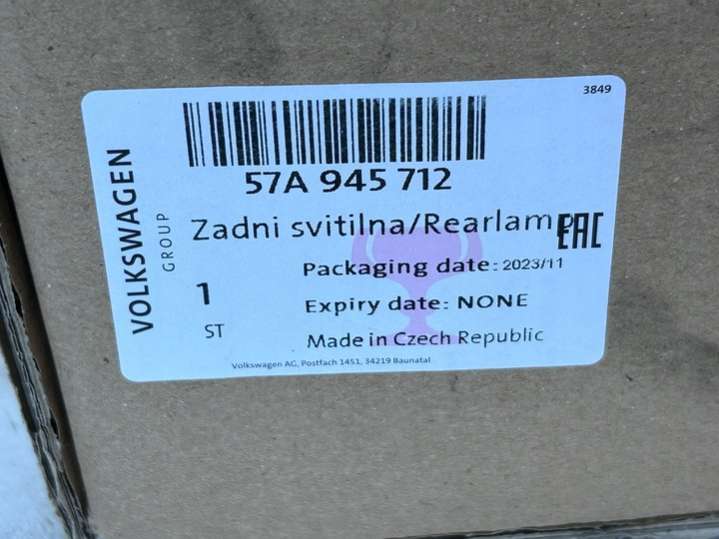 3849
57A 945 712
Zadni svitilna/Rearlamp
EAC
Packaging date: 2023/11
1
Expiry date: NONE
ST
Made in Czech Republic
Volkswagen AG, Postfach 1451, 34219 Baunatal
VOLKSWAGEN
GROUP